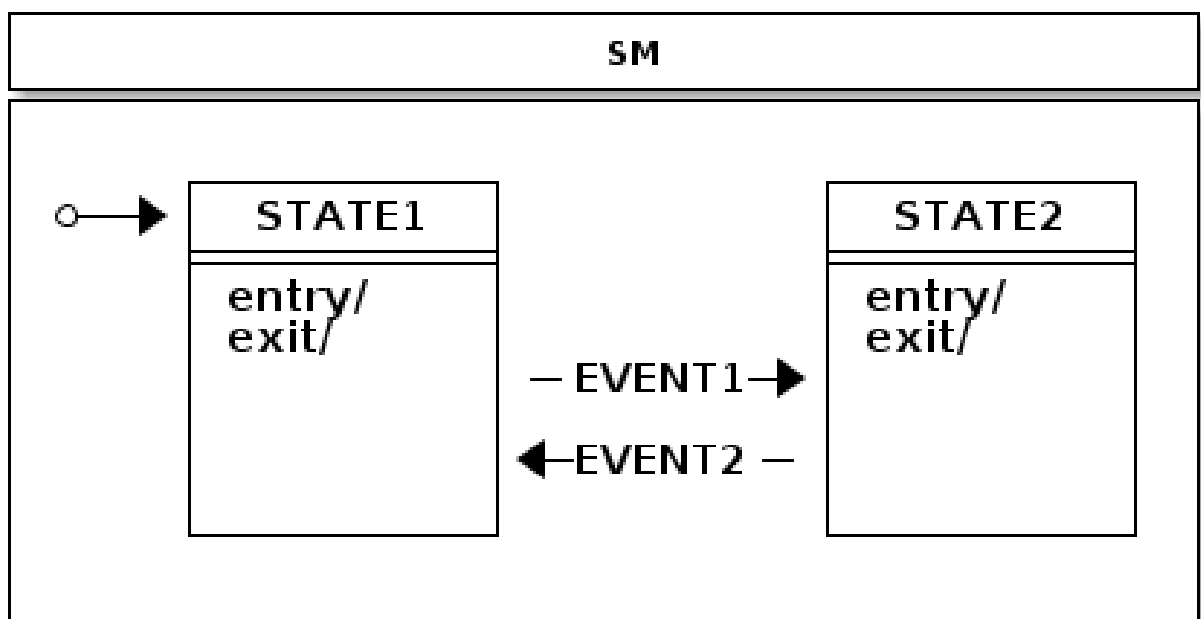 SM
STATE1
entry/
exit/
EVENT1
EVENT2
STATE2
entry/
exit/